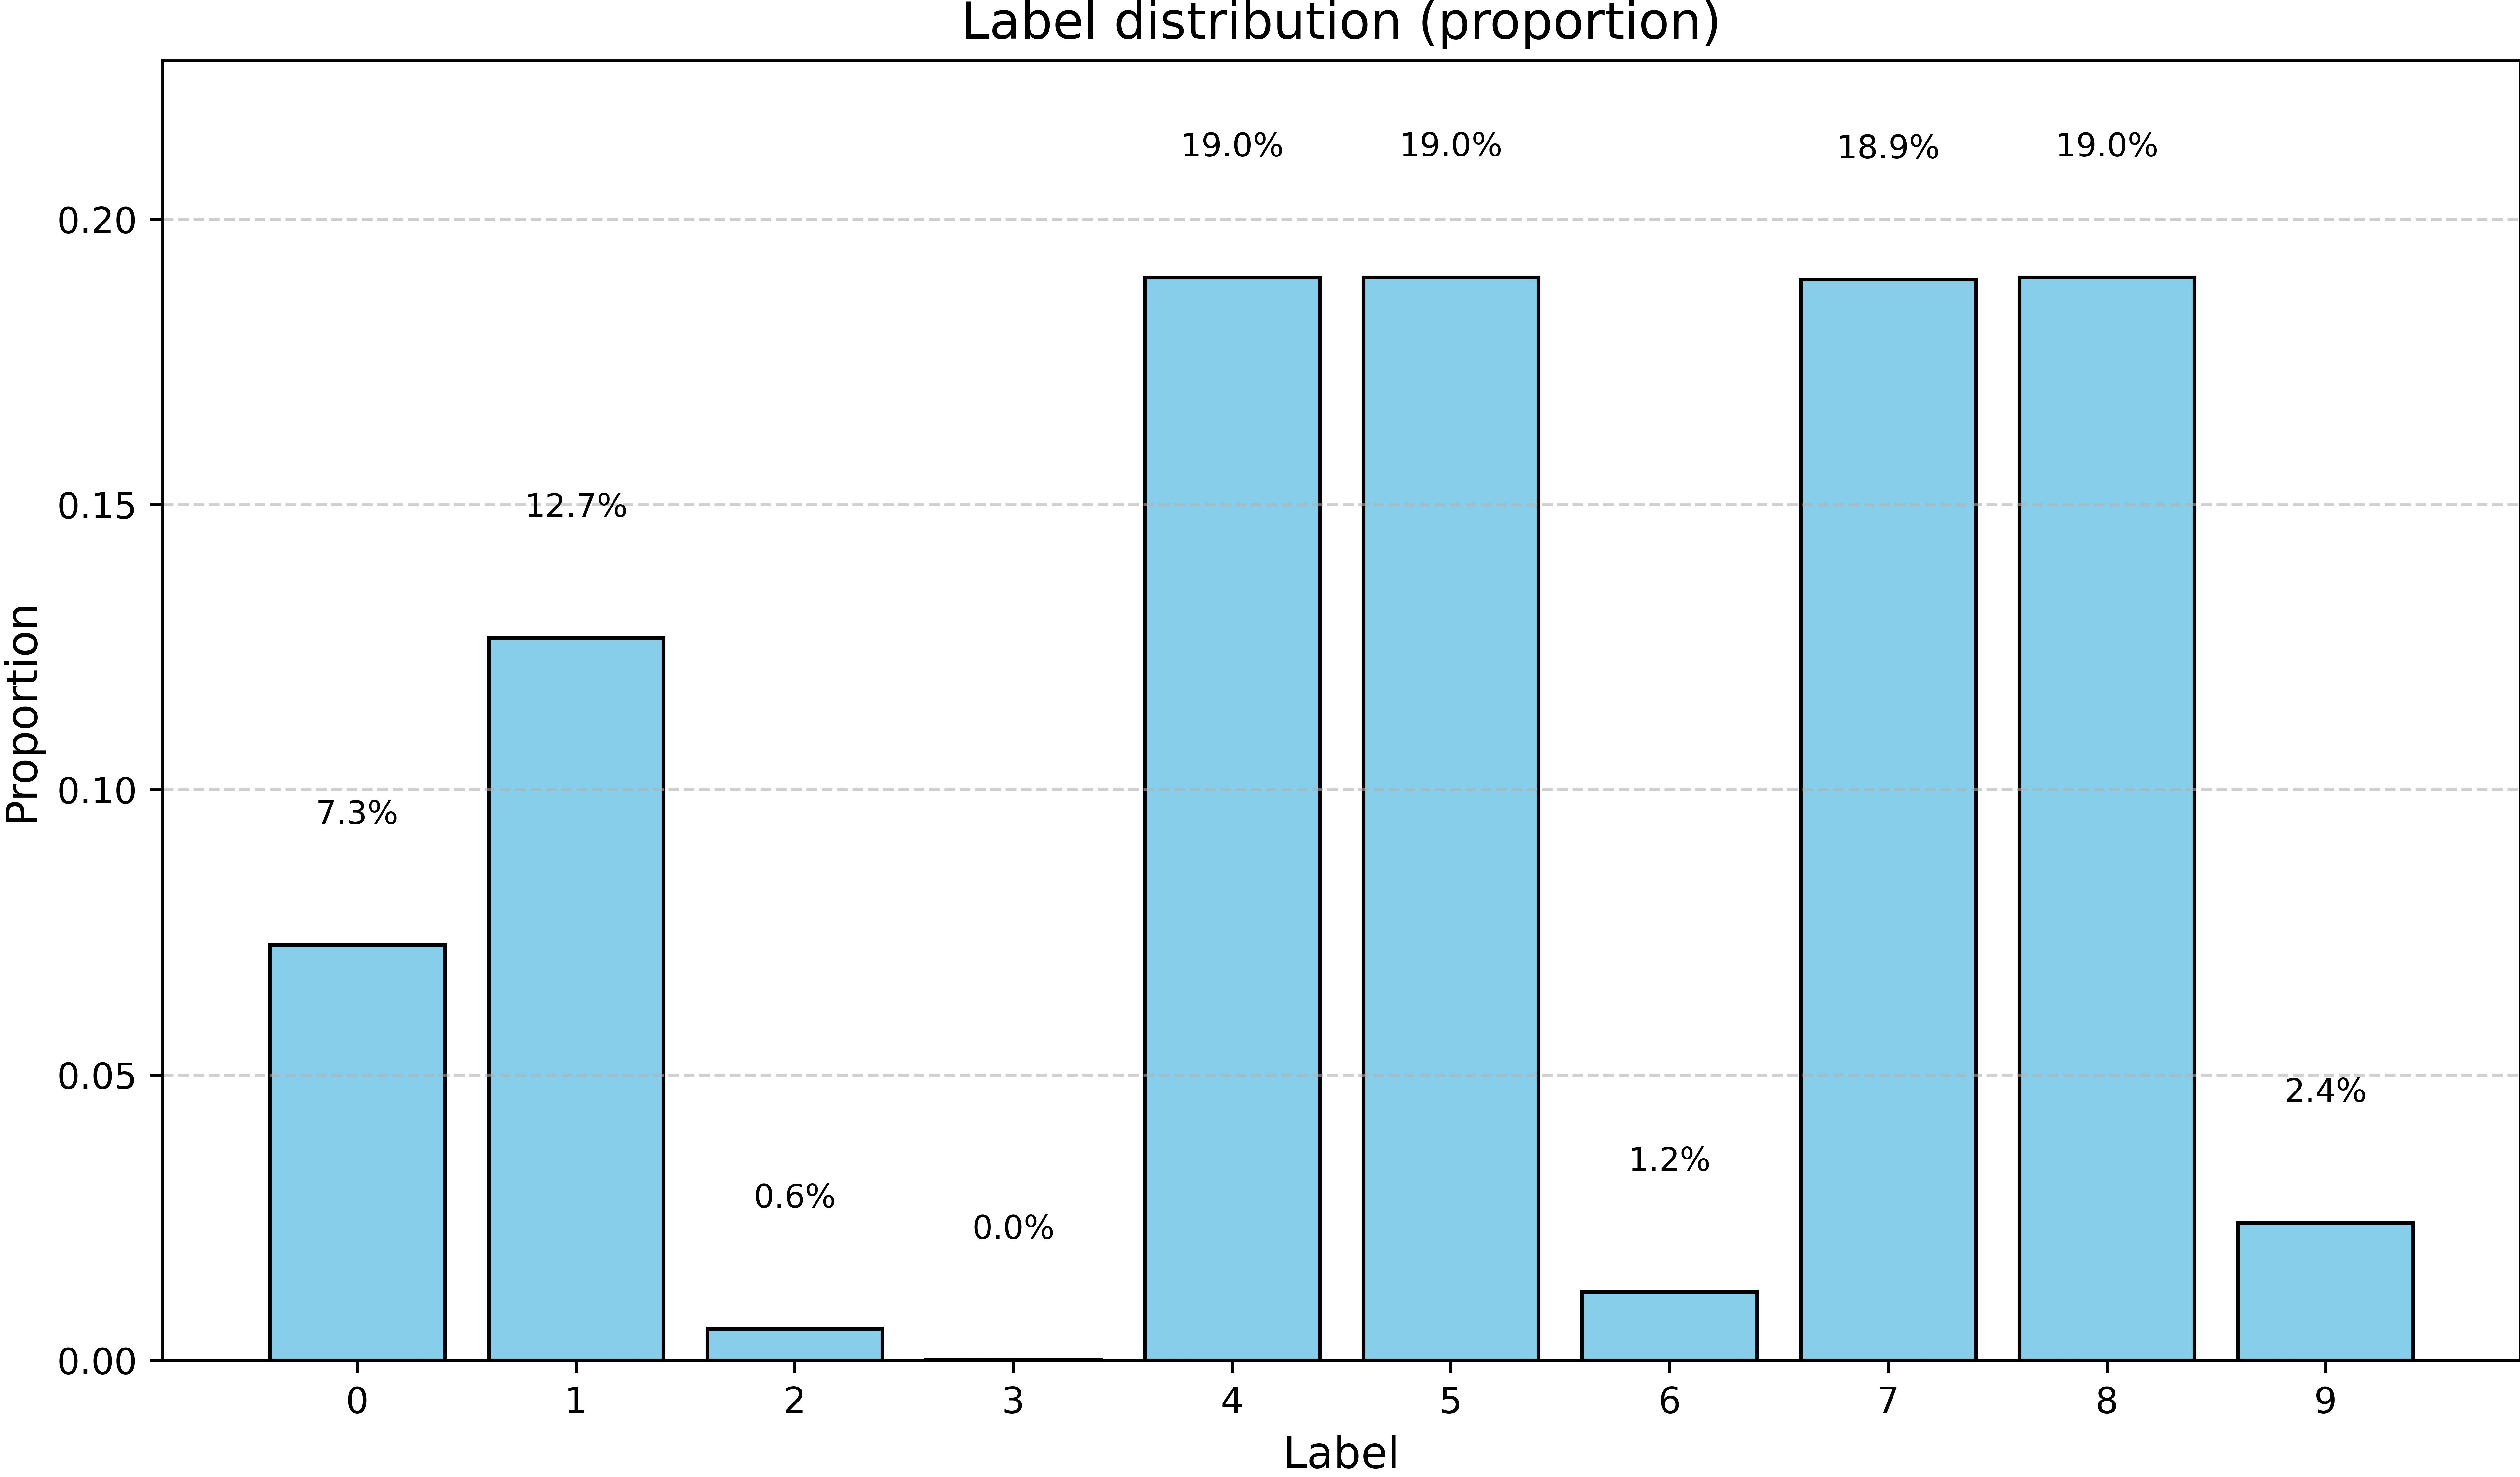 Label distribution (proportion)
19.0% 19.0% 18.9% 19.0%
0.20
0.15
12.7%
0.10
7.3%
0.05
2.4%
1.2%
0.6%
0.0%
0.00
Proportion
0 1 2 3 4 5 6 7 8 9
Label